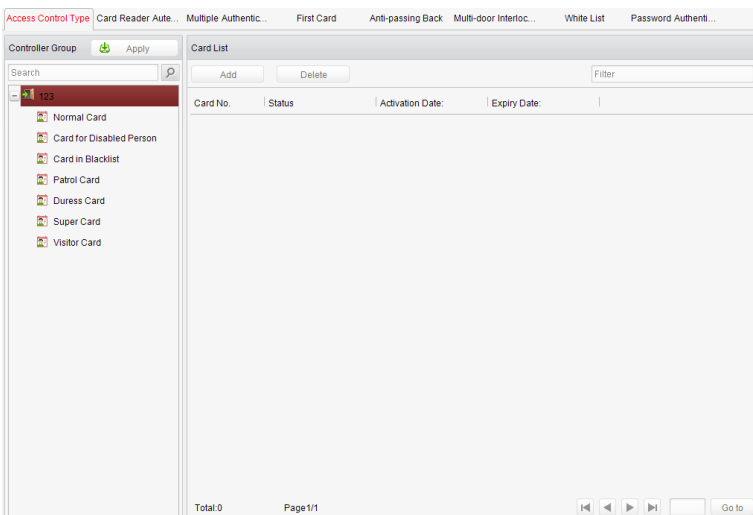 Access Control Type Card Reader Aute... Multiple Authentic... First Card Anti-passing Back Multi-door Interloc... White List Password Authenti...
Controller Group Apply Card List
Search Add Delete Filter
123
Card No. Status Activation Date: Expiry Date:
Normal Card
Card for Disabled Person
Card in Blacklist
Patrol Card
Duress Card
Super Card
Visitor Card
Total:0 Page1/1 Go to